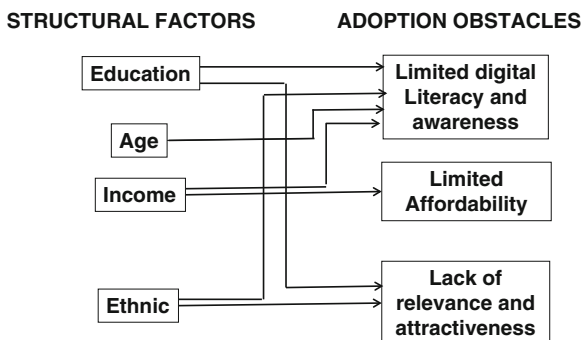 STRUCTURAL FACTORS
ADOPTION OBSTACLES
Education
Age
Income
Ethnic
Limited digital
Literacy and
awareness
Limited
Affordability
Lack of
relevance and
attractiveness